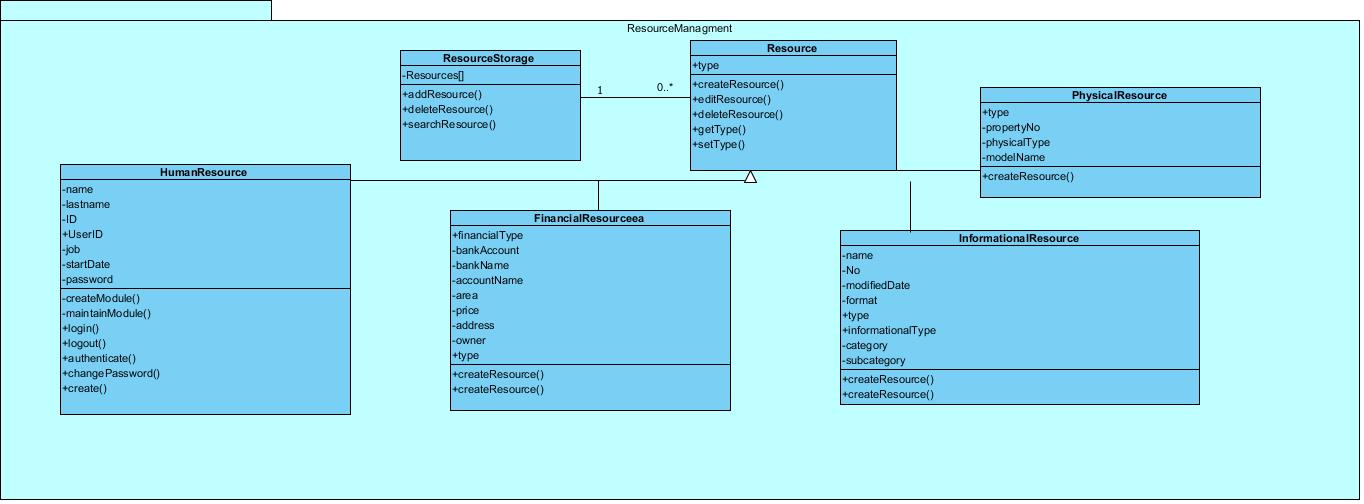 ResourceManagment
ResourceStorage
-Resources[]
+addResource()
+deleteResource()
+searchResource()
1
0..*
Resource
+type
+createResource()
+editResource()
+deleteResource()
+getType()
+setType()
PhysicalResource
+type
-propertyNo
-physicalType
-modelName
+createResource()
HumanResource
-name
-lastname
-ID
+UserID
-job
-startDate
-password
-createModule()
-maintainModule()
+login()
+logout()
+authenticate()
+changePassword()
+create()
FinancialResourceea
+financialType
-bankAccount
-bankName
-accountName
-area
-price
-address
-owner
+type
+createResource()
+createResource()
InformationalResource
-name
-No
-modifiedDate
-format
+type
+informationalType
-category
-subcategory
+createResource()
+createResource()